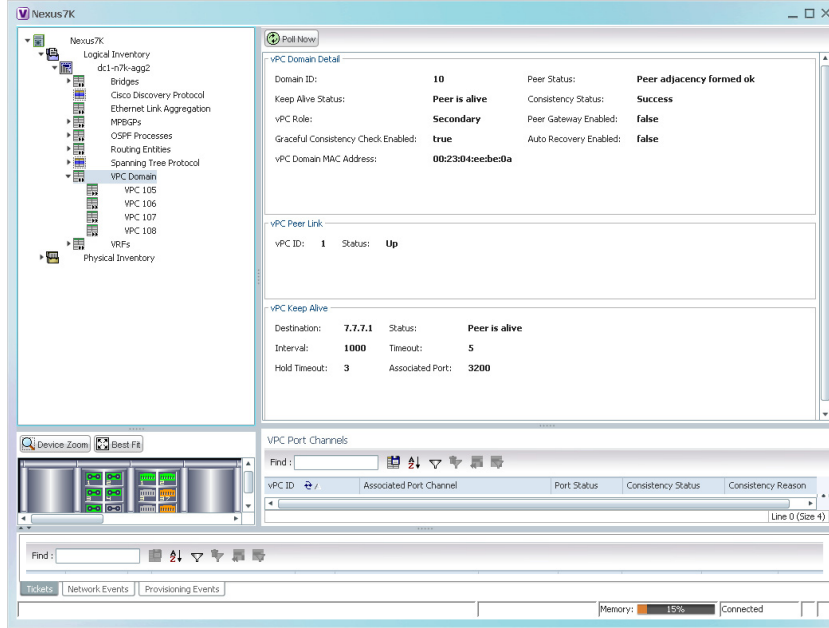 Nexus7K
Nexus7K
Logical Inventory
dc1-n7k-agg2
Bridges
Cisco Discovery Protocol
Ethernet Link Aggregation
MPBGPs
OSPF Processes
Routing Entities
Spanning Tree Protocol
VPC Domain
VPC 105
VPC 106
VPC 107
VPC 108
VRFs
Physical Inventory
Poll Now
vPC Domain Detail
Domain ID: 10 Peer Status: Peer adjacency formed ok
Keep Alive Status: Peer is alive Consistency Status: Success
vPC Role: Secondary Peer Gateway Enabled: false
Graceful Consistency Check Enabled: true Auto Recovery Enabled: false
vPC Domain MAC Address: 00:23:04:ee:be:0a
vPC Peer Link
vPC ID: 1 Status: Up
vPC Keep Alive
Destination: 7.7.7.1 Status: Peer is alive
Interval: 1000 Timeout: 5
Hold Timeout: 3 Associated Port: 3200
Device Zoom Best Fit
VPC Port Channels
Find :
vPC ID Associated Port Channel Port Status Consistency Status Consistency Reason
Line 0 (Size 4)
Find :
Tickets Network Events Provisioning Events
Memory: 15% Connected